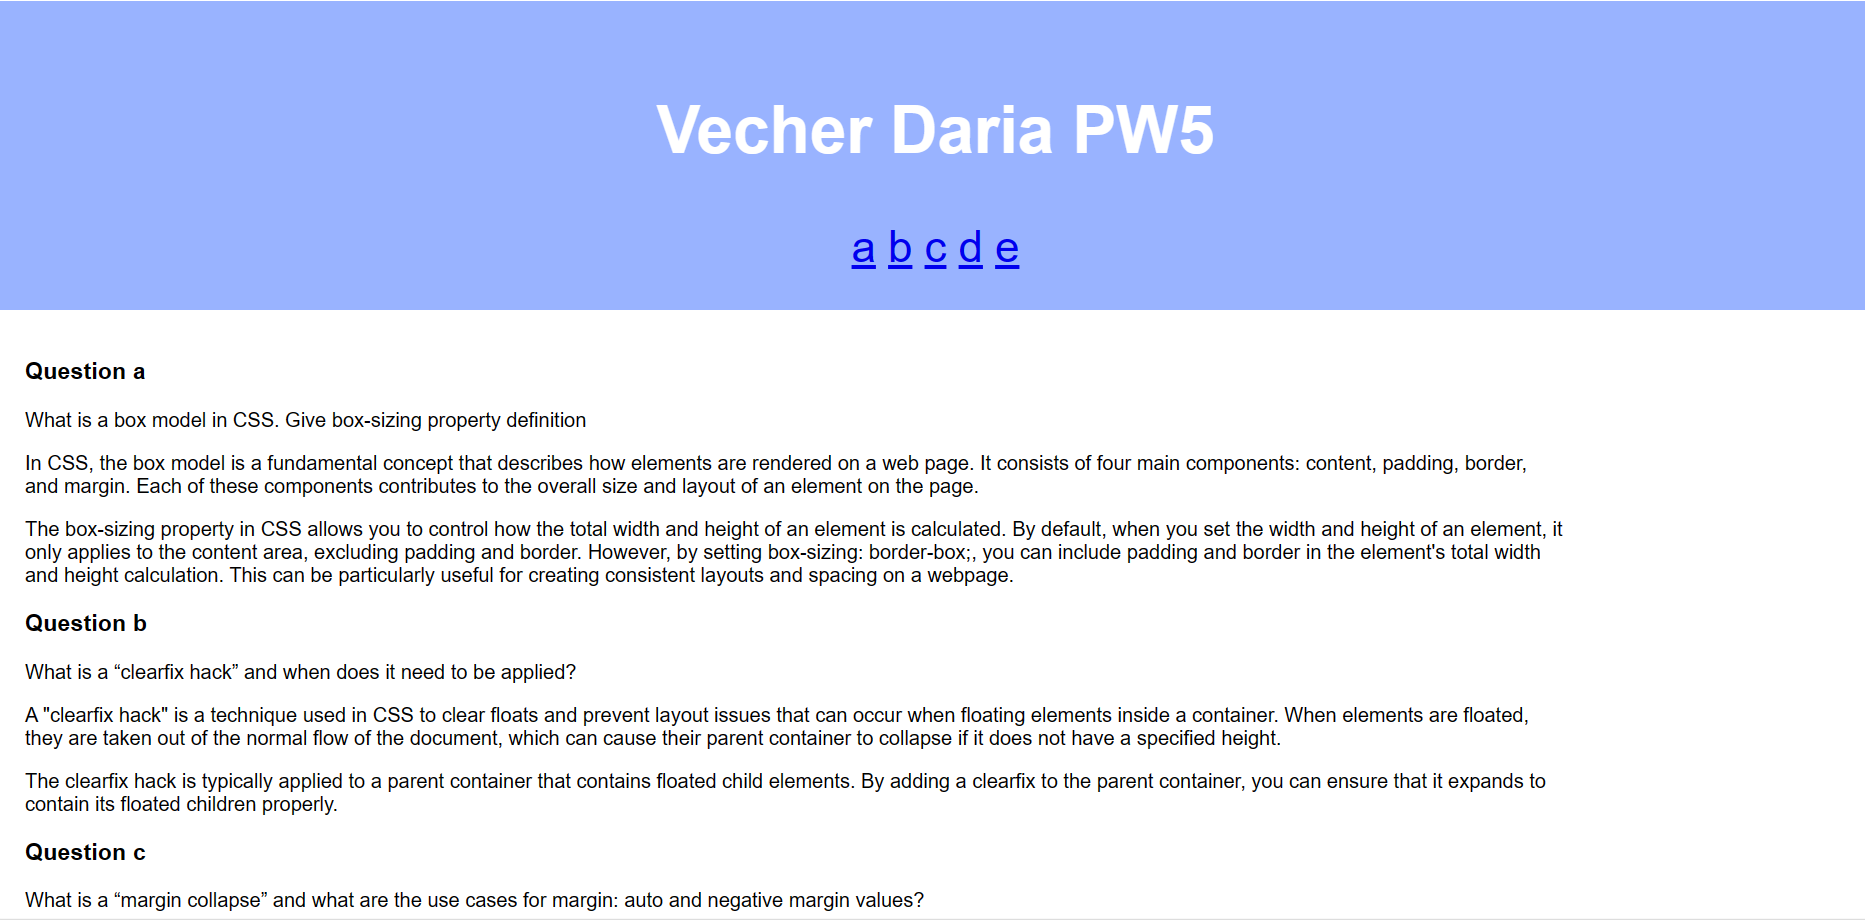 Vecher Daria PW5
a b c d e
Question a
What is a box model in CSS. Give box-sizing property definition
In CSS, the box model is a fundamental concept that describes how elements are rendered on a web page. It consists of four main components: content, padding, border,
and margin. Each of these components contributes to the overall size and layout of an element on the page.
The box-sizing property in CSS allows you to control how the total width and height of an element is calculated. By default, when you set the width and height of an element, it
only applies to the content area, excluding padding and border. However, by setting box-sizing: border-box;, you can include padding and border in the element's total width
and height calculation. This can be particularly useful for creating consistent layouts and spacing on a webpage.
Question b
What is a “clearfix hack” and when does it need to be applied?
A "clearfix hack" is a technique used in CSS to clear floats and prevent layout issues that can occur when floating elements inside a container. When elements are floated,
they are taken out of the normal flow of the document, which can cause their parent container to collapse if it does not have a specified height.
The clearfix hack is typically applied to a parent container that contains floated child elements. By adding a clearfix to the parent container, you can ensure that it expands to
contain its floated children properly.
Question c
What is a “margin collapse” and what are the use cases for margin: auto and negative margin values?